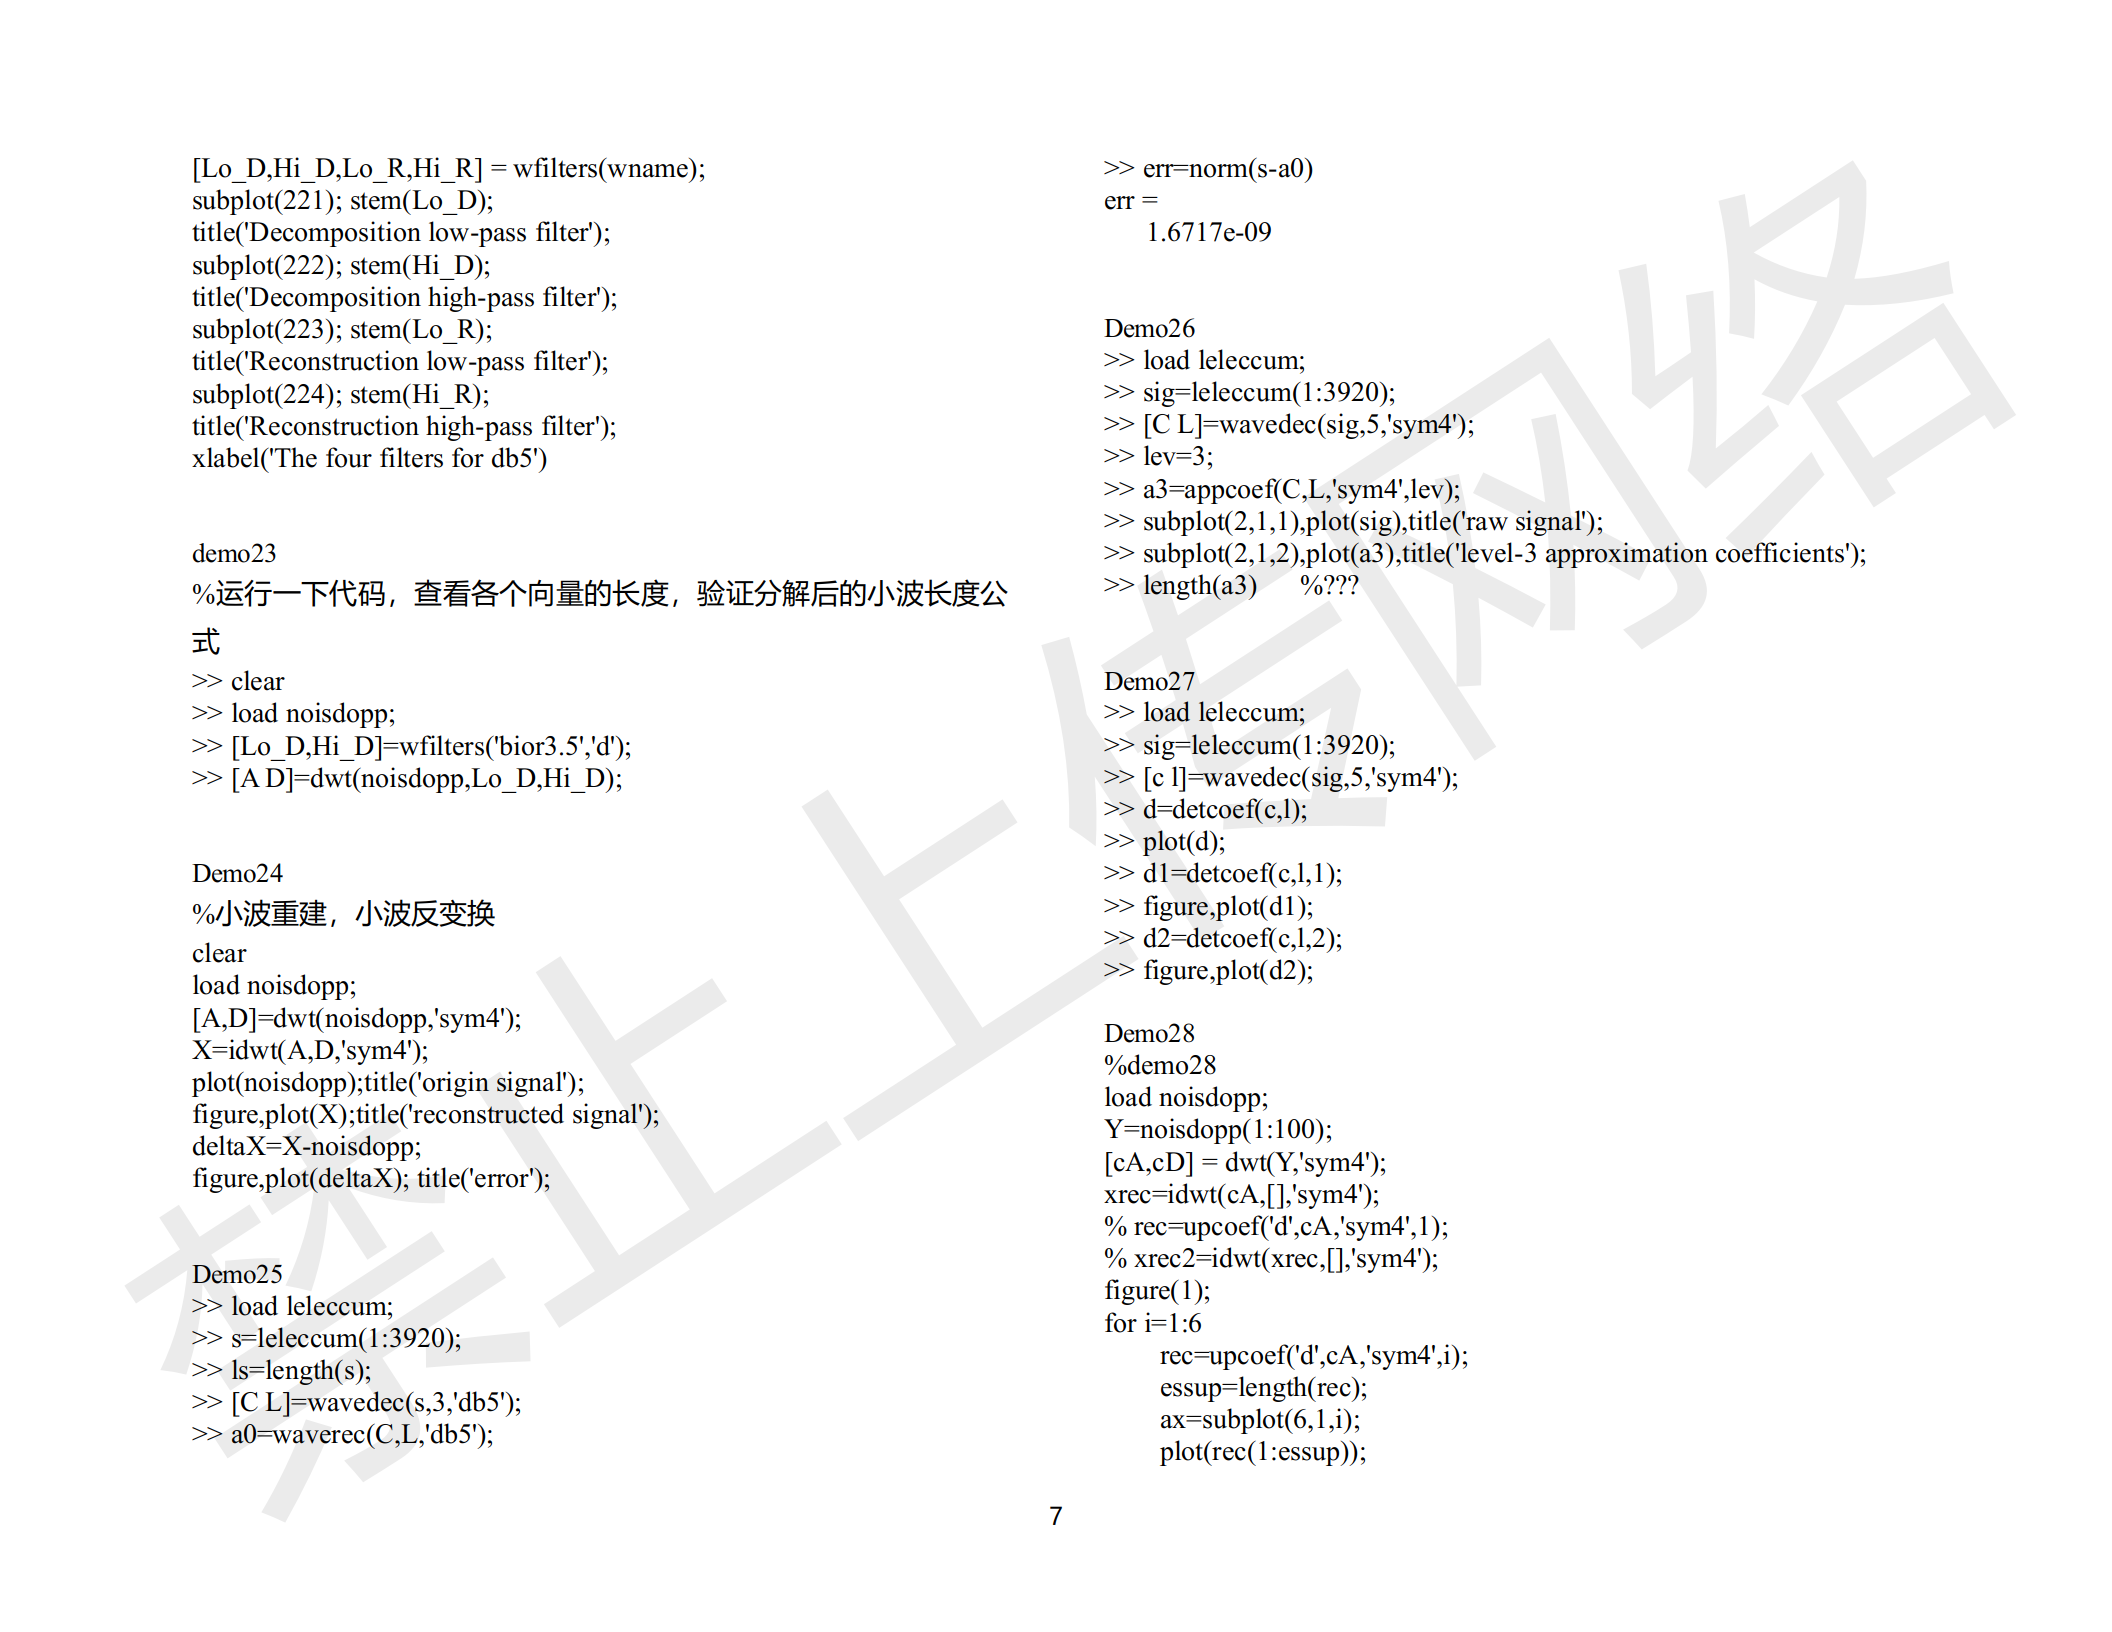 [Lo_D,Hi_D,Lo_R,Hi_R] = wfilters(wname);
subplot(221); stem(Lo_D);
title('Decomposition low-pass filter');
subplot(222); stem(Hi_D);
title('Decomposition high-pass filter');
subplot(223); stem(Lo_R);
title('Reconstruction low-pass filter');
subplot(224); stem(Hi_R);
title('Reconstruction high-pass filter');
xlabel('The four filters for db5')
demo23
%运行一下代码，查看各个向量的长度，验证分解后的小波长度公
式
>> clear
>> load noisdopp;
>> [Lo_D,Hi_D]=wfilters('bior3.5','d');
>> [A D]=dwt(noisdopp,Lo_D,Hi_D);
Demo24
%小波重建，小波反变换
clear
load noisdopp;
[A,D]=dwt(noisdopp,'sym4');
X=idwt(A,D,'sym4');
plot(noisdopp);title('origin signal');
figure,plot(X);title('reconstructed signal');
deltaX=X-noisdopp;
figure,plot(deltaX); title('error');
Demo25
>> load leleccum;
>> s=leleccum(1:3920);
>> ls=length(s);
>> [C L]=wavedec(s,3,'db5');
>> a0=waverec(C,L,'db5');
>> err=norm(s-a0)
err =
1.6717e-09
Demo26
>> load leleccum;
>> sig=leleccum(1:3920);
>> [C L]=wavedec(sig,5,'sym4');
>> lev=3;
>> a3=appcoef(C,L,'sym4',lev);
>> subplot(2,1,1),plot(sig),title('raw signal');
>> subplot(2,1,2),plot(a3),title('level-3 approximation coefficients');
>> length(a3) %???
Demo27
>> load leleccum;
>> sig=leleccum(1:3920);
>> [c l]=wavedec(sig,5,'sym4');
>> d=detcoef(c,l);
>> plot(d);
>> d1=detcoef(c,l,1);
>> figure,plot(d1);
>> d2=detcoef(c,l,2);
>> figure,plot(d2);
Demo28
%demo28
load noisdopp;
Y=noisdopp(1:100);
[cA,cD] = dwt(Y,'sym4');
xrec=idwt(cA,[],'sym4');
% rec=upcoef('d',cA,'sym4',1);
% xrec2=idwt(xrec,[],'sym4');
figure(1);
for i=1:6
rec=upcoef('d',cA,'sym4',i);
essup=length(rec);
ax=subplot(6,1,i);
plot(rec(1:essup));
7
禁止上传网络